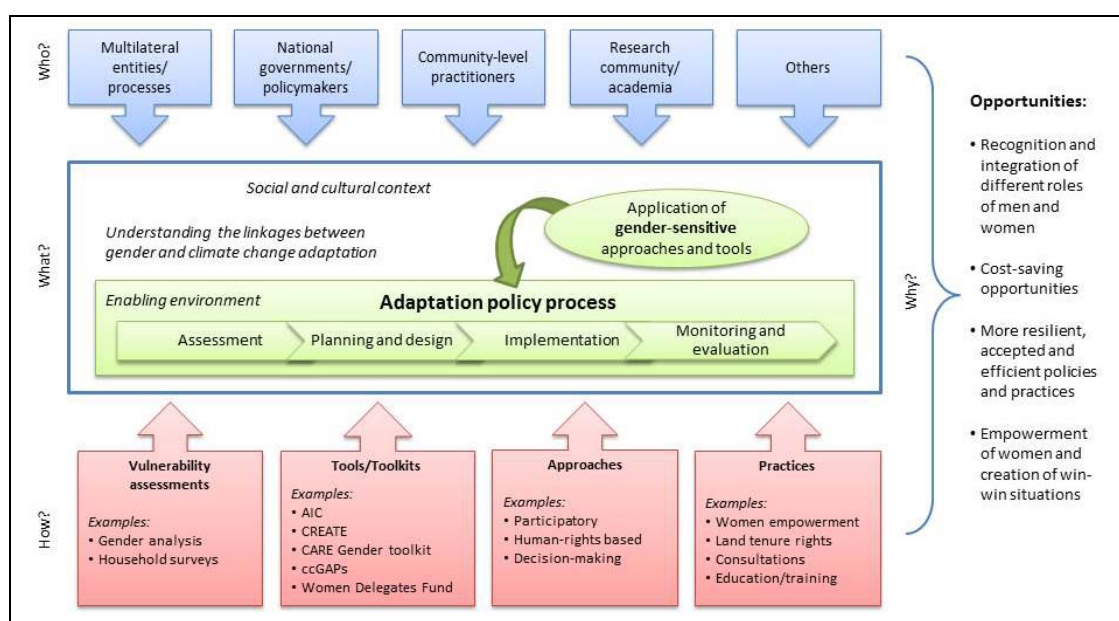 Who?
Multilateral
entities/
processes
National
governments/
policymakers
Community-level
practitioners
Research
community/
academia
Others
What?
Social and cultural context
Understanding the linkages between
gender and climate change adaptation
Application of
gender-sensitive
approaches and tools
Enabling environment
Adaptation policy process
Assessment
Planning and design
Implementation
Monitoring and
evaluation
How?
Vulnerability
assessments
Examples:
• Gender analysis
• Household surveys
Tools/Toolkits
Examples:
• AIC
• CREATE
• CARE Gender toolkit
• ccGAPs
• Women Delegates Fund
Approaches
Examples:
• Participatory
• Human-rights based
• Decision-making
Practices
Examples:
• Women empowerment
• Land tenure rights
• Consultations
• Education/training
Why?
Opportunities:
• Recognition and
integration of
different roles
of men and
women
• Cost-saving
opportunities
• More resilient,
accepted and
efficient policies
and practices
• Empowerment
of women and
creation of win-
win situations